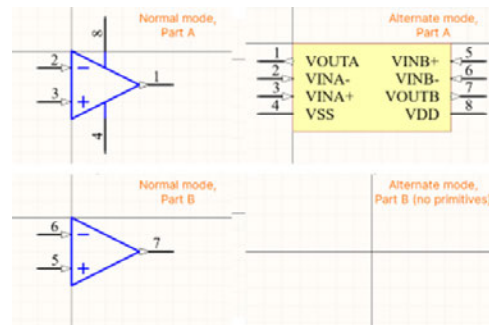 Normal mode,
Part A
8
2
3
1
4
Alternate mode,
Part A
1 VOUTA VINB+ 5
2 VINA- VINB- 6
3 VINA+ VOUTB 7
4 VSS VDD 8
Normal mode,
Part B
6
5
7
Alternate mode,
Part B (no primitives)